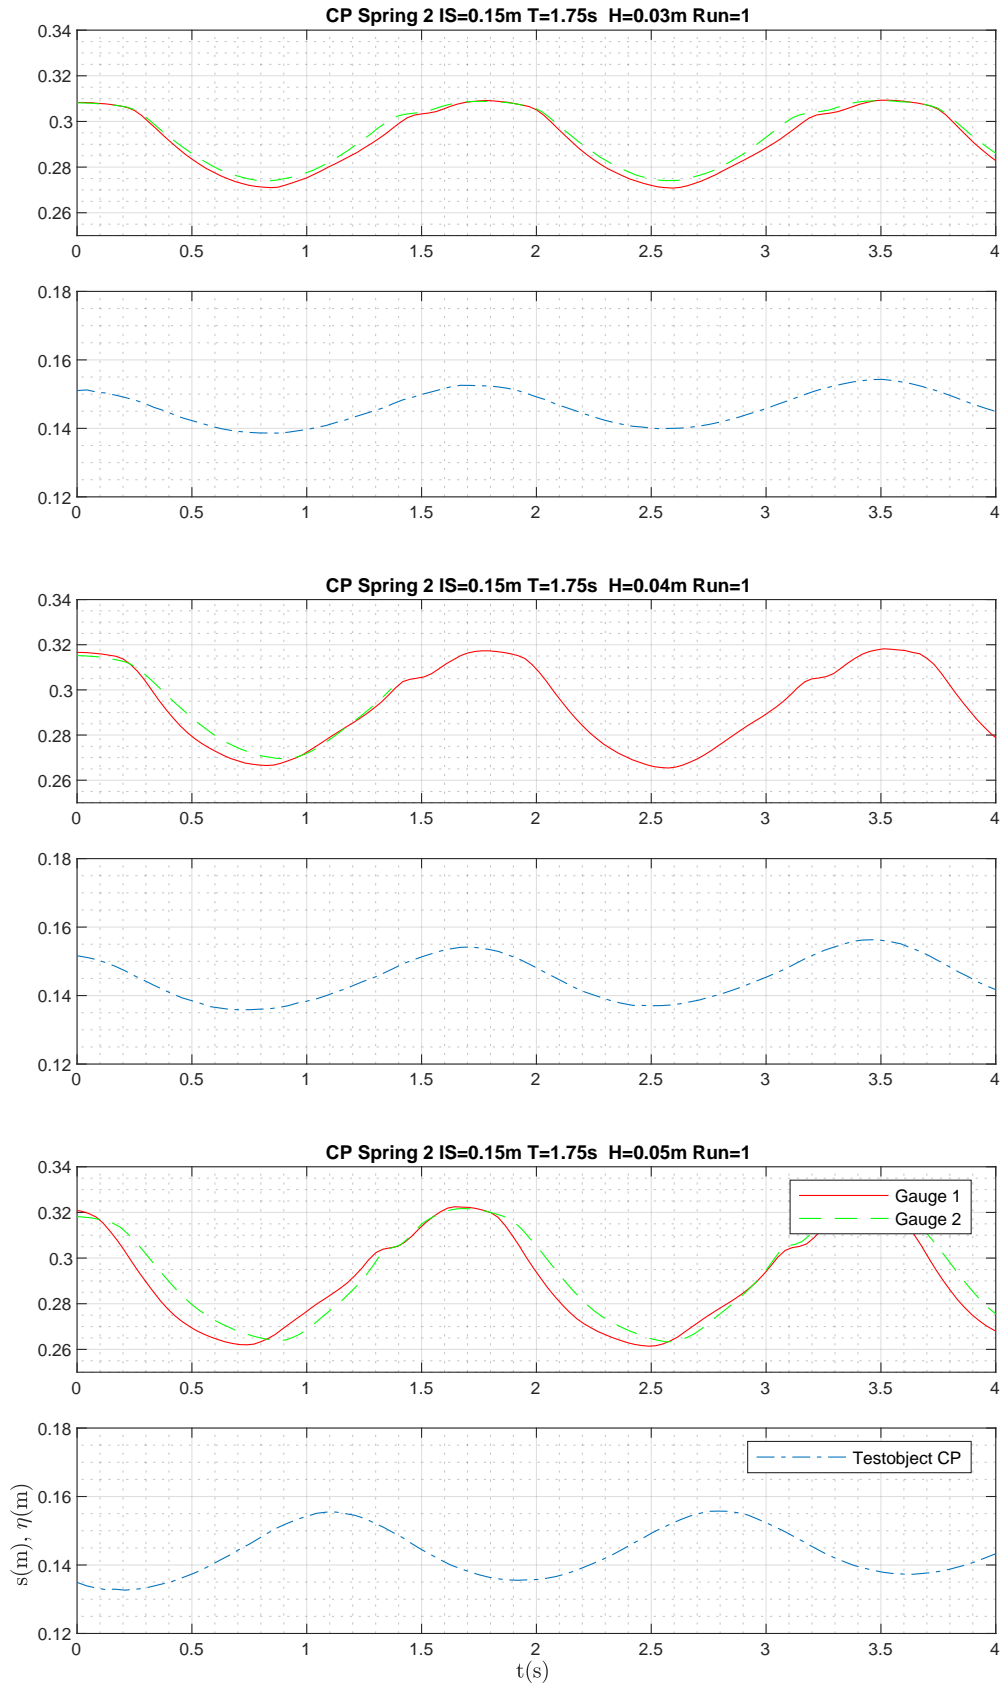 CP Spring 2 IS=0.15m T=1.75s  H=0.03m Run=1
0.34
0.32
0.3
0.28
0.26
0 0.5 1 1.5 2 2.5 3 3.5 4
0.18
0.16
0.14
0.12
0 0.5 1 1.5 2 2.5 3 3.5 4
CP Spring 2 IS=0.15m T=1.75s  H=0.04m Run=1
0.34
0.32
0.3
0.28
0.26
0 0.5 1 1.5 2 2.5 3 3.5 4
0.18
0.16
0.14
0.12
0 0.5 1 1.5 2 2.5 3 3.5 4
CP Spring 2 IS=0.15m T=1.75s  H=0.05m Run=1
0.34
0.32
0.3
0.28
0.26
Gauge 1
Gauge 2
0 0.5 1 1.5 2 2.5 3 3.5 4
0.18
0.16
0.14
0.12
Testobject CP
s(m), η(m)
0 0.5 1 1.5 2 2.5 3 3.5 4
t(s)